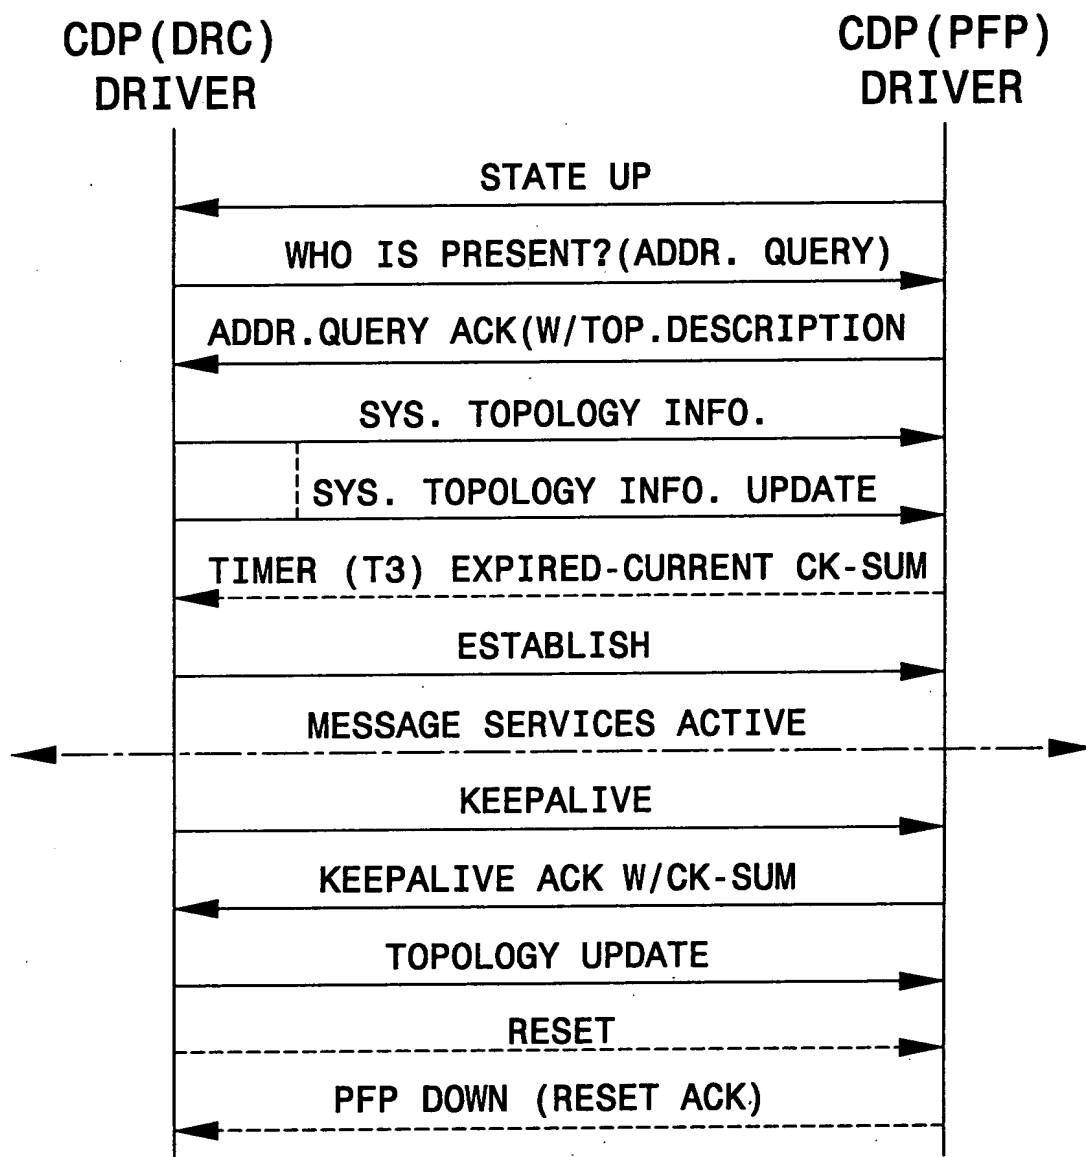 CDP(DRC)
DRIVER
CDP(PFP)
DRIVER
STATE UP
WHO IS PRESENT?(ADDR. QUERY)
ADDR.QUERY ACK(W/TOP.DESCRIPTION
SYS. TOPOLOGY INFO.
SYS. TOPOLOGY INFO. UPDATE
TIMER (T3) EXPIRED-CURRENT CK-SUM
ESTABLISH
MESSAGE SERVICES ACTIVE
KEEPALIVE
KEEPALIVE ACK W/CK-SUM
TOPOLOGY UPDATE
RESET
PFP DOWN (RESET ACK)